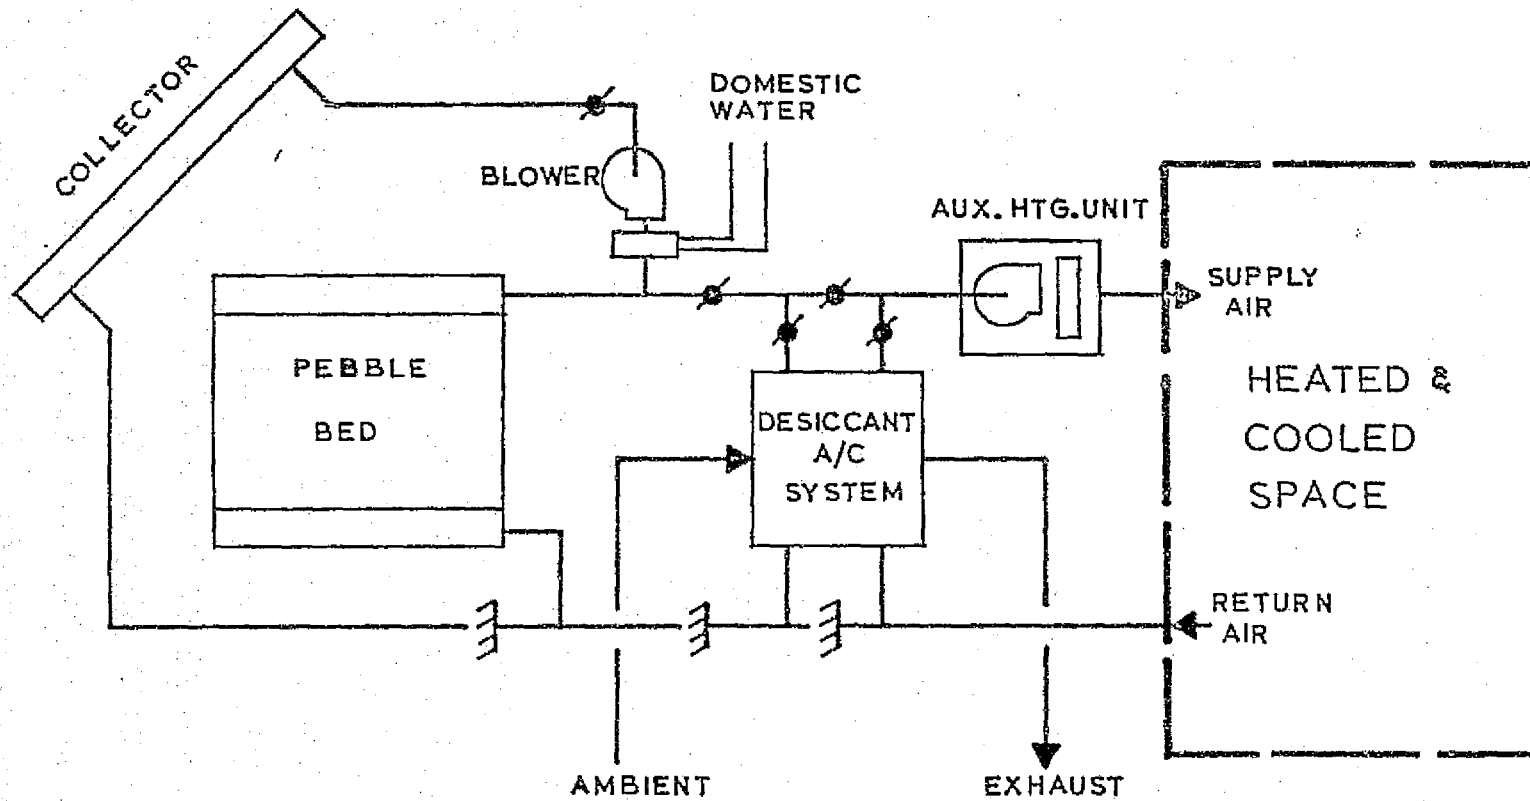 COLLECTOR
DOMESTIC
WATER
BLOWER
AUX. HTG. UNIT
SUPPLY
AIR
PEBBLE
BED
HEATED &
COOLED
SPACE
DESICCANT
A/C
SYSTEM
RETURN
AIR
AMBIENT
EXHAUST